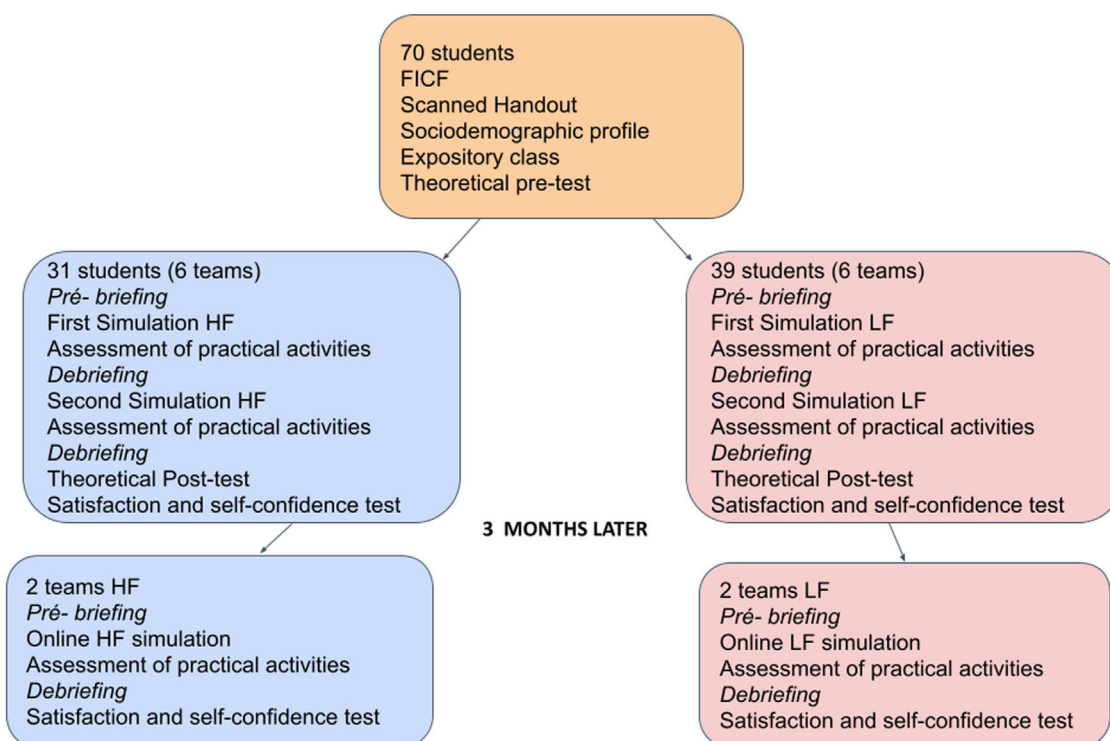 70 students
FICF
Scanned Handout
Sociodemographic profile
Expository class
Theoretical pre-test
31 students (6 teams)
Pré- briefing
First Simulation HF
Assessment of practical activities
Debriefing
Second Simulation HF
Assessment of practical activities
Debriefing
Theoretical Post-test
Satisfaction and self-confidence test
39 students (6 teams)
Pré- briefing
First Simulation LF
Assessment of practical activities
Debriefing
Second Simulation LF
Assessment of practical activities
Debriefing
Theoretical Post-test
Satisfaction and self-confidence test
3 MONTHS LATER
2 teams HF
Pré- briefing
Online HF simulation
Assessment of practical activities
Debriefing
Satisfaction and self-confidence test
2 teams LF
Pré- briefing
Online LF simulation
Assessment of practical activities
Debriefing
Satisfaction and self-confidence test